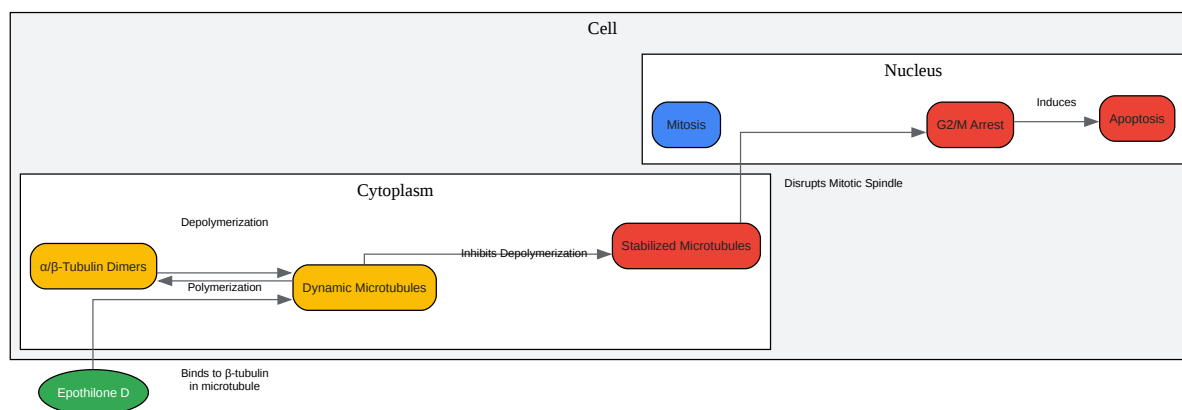 Cell
Nucleus
Induces
Mitosis
G2/M Arrest
Apoptosis
Cytoplasm
Disrupts Mitotic Spindle
Depolymerization
Stabilized Microtubules
Inhibits Depolymerization
α/β-Tubulin Dimers
Polymerization
Dynamic Microtubules
Binds to β-tubulin
in microtubule
Epothilone D